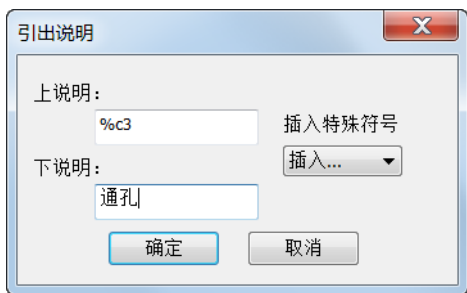 引出说明
上说明:
%c3
插入特殊符号
下说明:
插入...
通孔
确定
取消